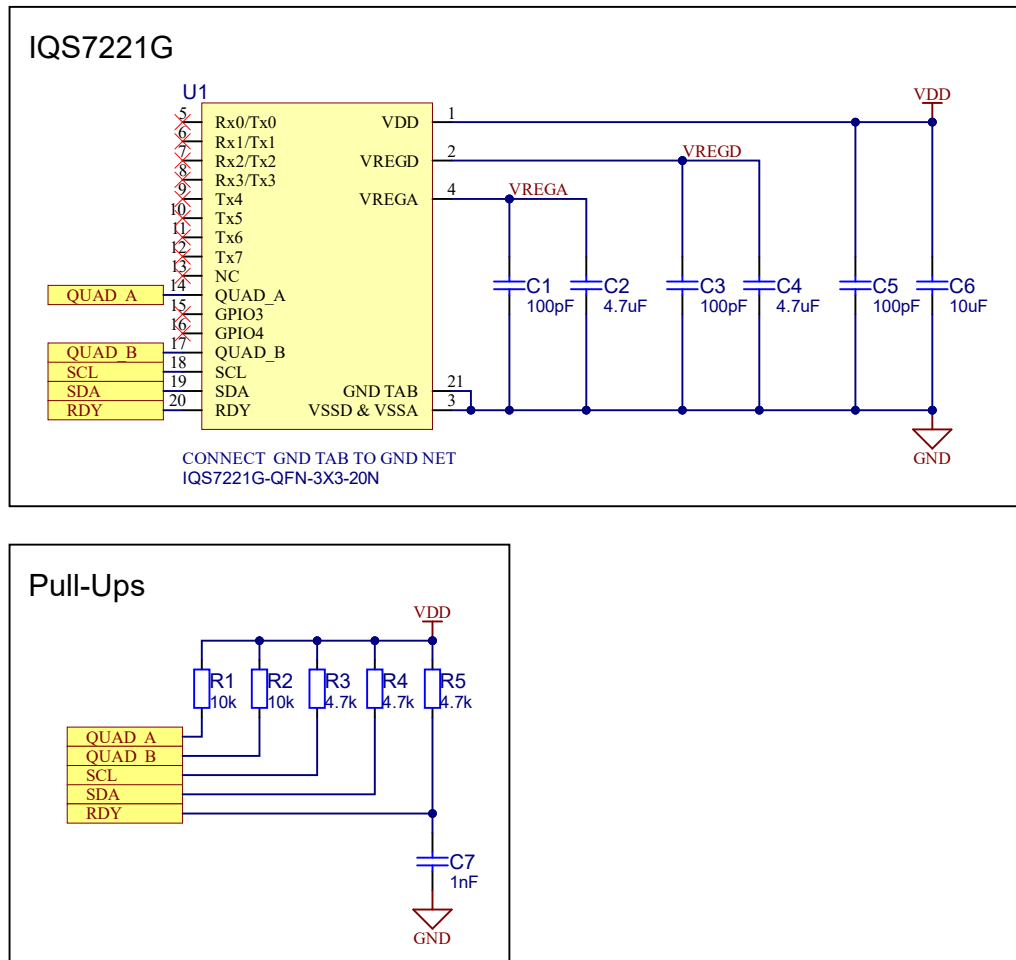 IQS7221G
U1
5 Rx0/Tx0
6 Rx1/Tx1
7 Rx2/Tx2
8 Rx3/Tx3
9 Tx4
10 Tx5
11 Tx6
12 Tx7
13 NC
QUAD_A 14 QUAD_A
15 GPIO3
16 GPIO4
QUAD_B 17 QUAD_B
SCL 18 SCL
SDA 19 SDA
RDY 20 RDY
VDD 1
VREGD 2
VREGA 4
GND TAB 21
VSSD & VSSA 3
VDD
VREGD
VREGA
C1
100pF
C2
4.7uF
C3
100pF
C4
4.7uF
C5
100pF
C6
10uF
GND
CONNECT GND TAB TO GND NET
IQS7221G-QFN-3X3-20N
Pull-Ups
VDD
R1
10k
R2
10k
R3
4.7k
R4
4.7k
R5
4.7k
QUAD_A
QUAD_B
SCL
SDA
RDY
C7
1nF
GND